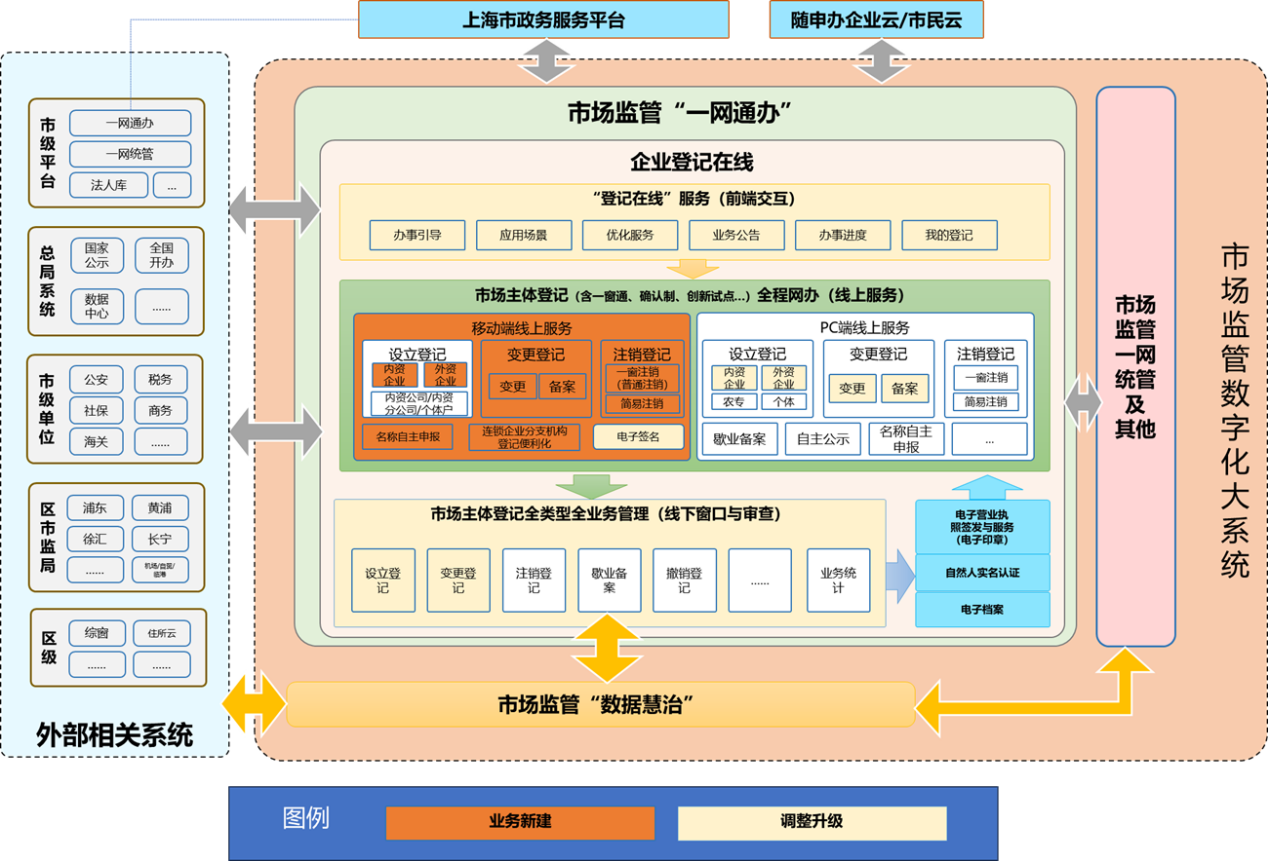 上海市政务服务平台
随申办企业云/市民云
市级平台
一网通办
一网统管
法人库
...
总局系统
国家
公示
全国
开办
数据
中心
......
市级单位
公安
税务
社保
商务
海关
......
区市监局
浦东
黄浦
徐汇
长宁
......
机场/自贸/
临港
区级
综窗
住所云
......
......
外部相关系统
市场监管“一网通办”
企业登记在线
“登记在线”服务（前端交互）
办事引导
应用场景
优化服务
业务公告
办事进度
我的登记
市场主体登记（含一窗通、确认制、创新试点...）全程网办（线上服务）
移动端线上服务
设立登记
内资
企业
外资
企业
内资公司/内资
分公司/个体户
变更登记
变更
备案
注销登记
一窗注销
（普通注销）
简易注销
名称自主申报
连锁企业分支机构
登记便利化
电子签名
PC端线上服务
设立登记
内资
企业
外资
企业
农专
个体
变更登记
变更
备案
注销登记
一窗注销
简易注销
歇业备案
自主公示
名称自主
申报
...
市场主体登记全类型全业务管理（线下窗口与审查）
设立登
记
变更登
记
注销登
记
歇业备
案
撤销登
记
......
业务统
计
电子营业执
照签发与服务
（电子印章）
自然人实名认证
电子档案
市场监管“数据慧治”
市场
监管
一网
统管
及
其他
市场监管数字化大系统
图例
业务新建
调整升级